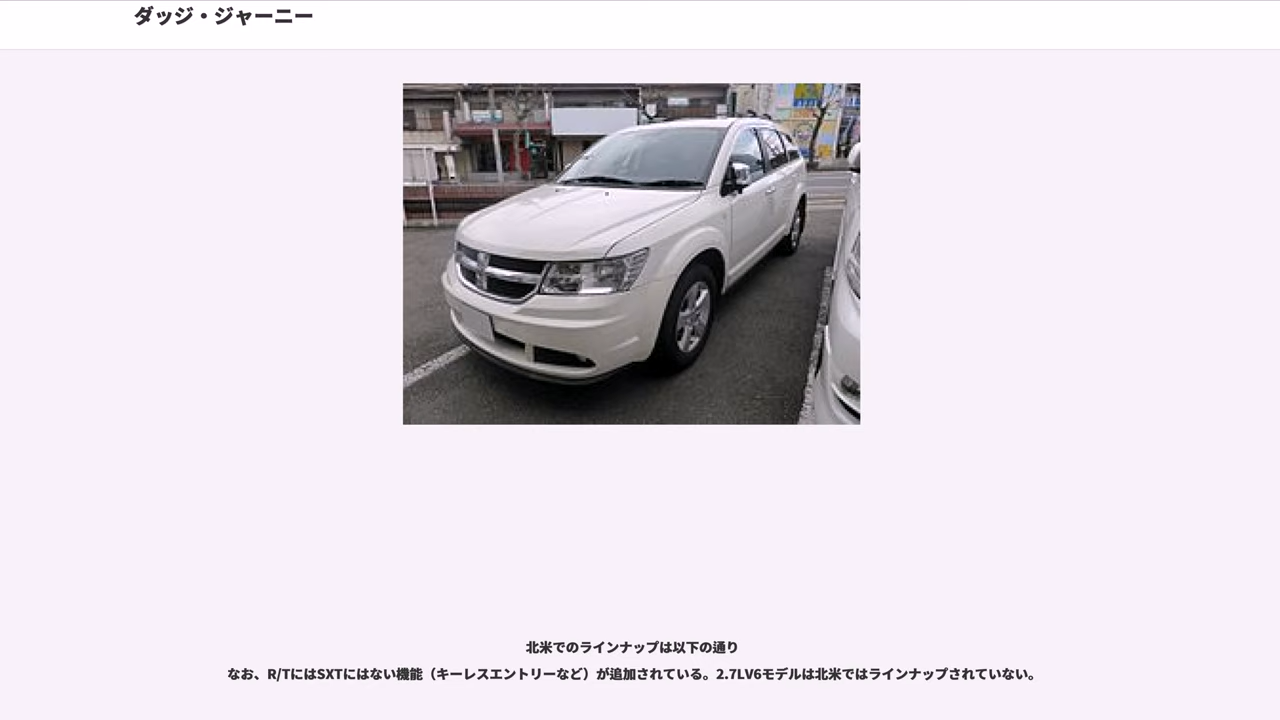 ダッジ・ジャーニー
北米でのラインナップは以下の通り
なお、R/TにはSXTにはない機能（キーレスエントリーなど）が追加されている。2.7LV6モデルは北米ではラインナップされていない。